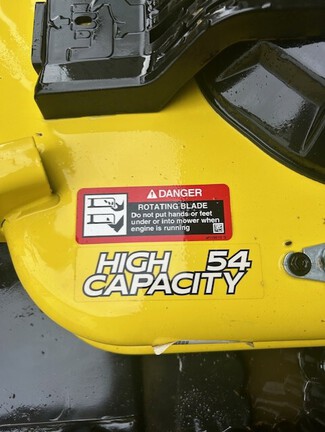 DANGER
ROTATING BLADE
Do not put hands or feet
under or into mower when
engine is running
HIGH 54
CAPACITY